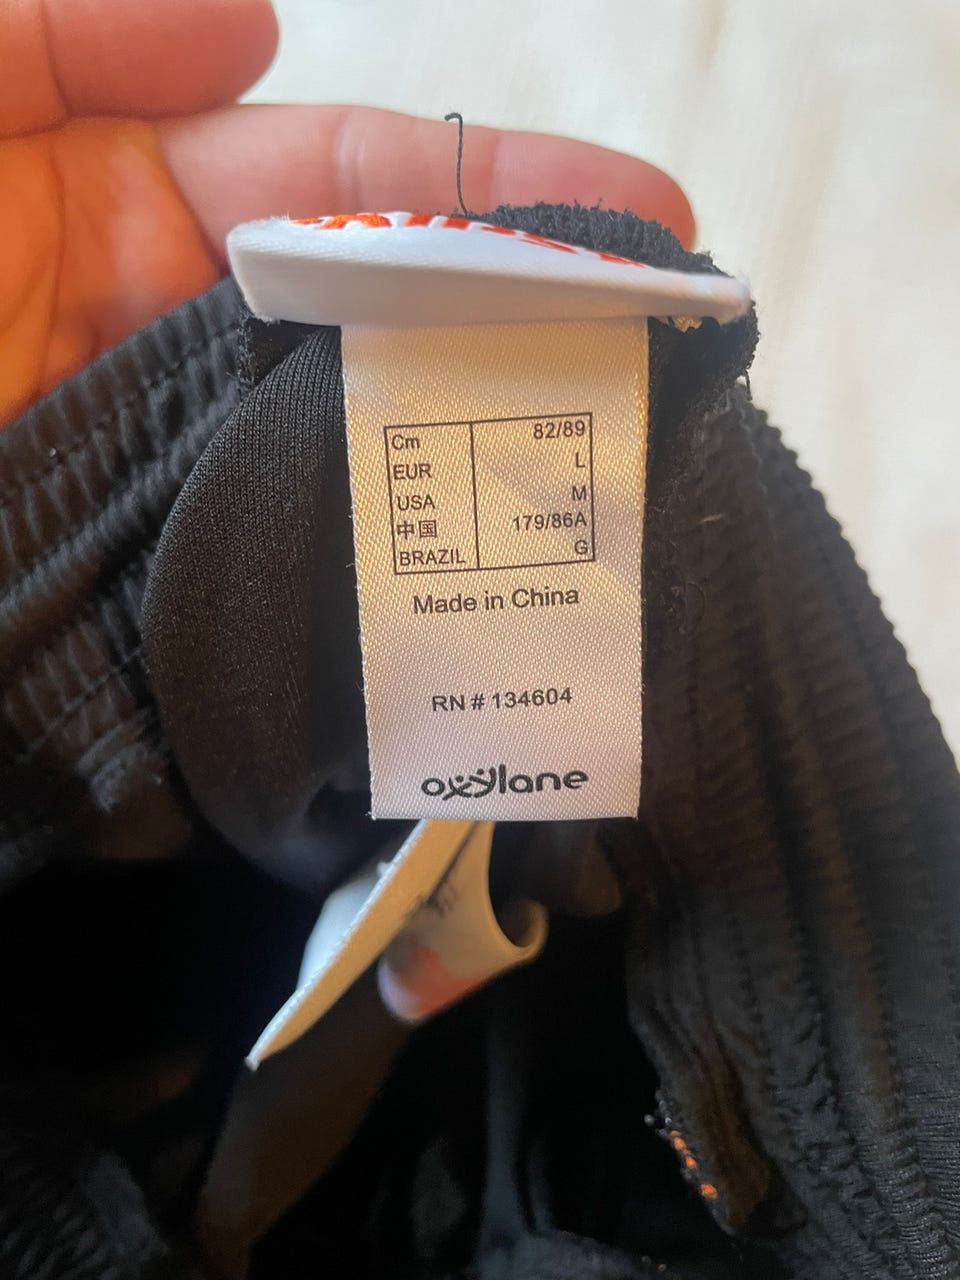 Cm 82/89
EUR L
USA M
中国 179/86A
BRAZIL G
Made in China
RN # 134604
oxylane